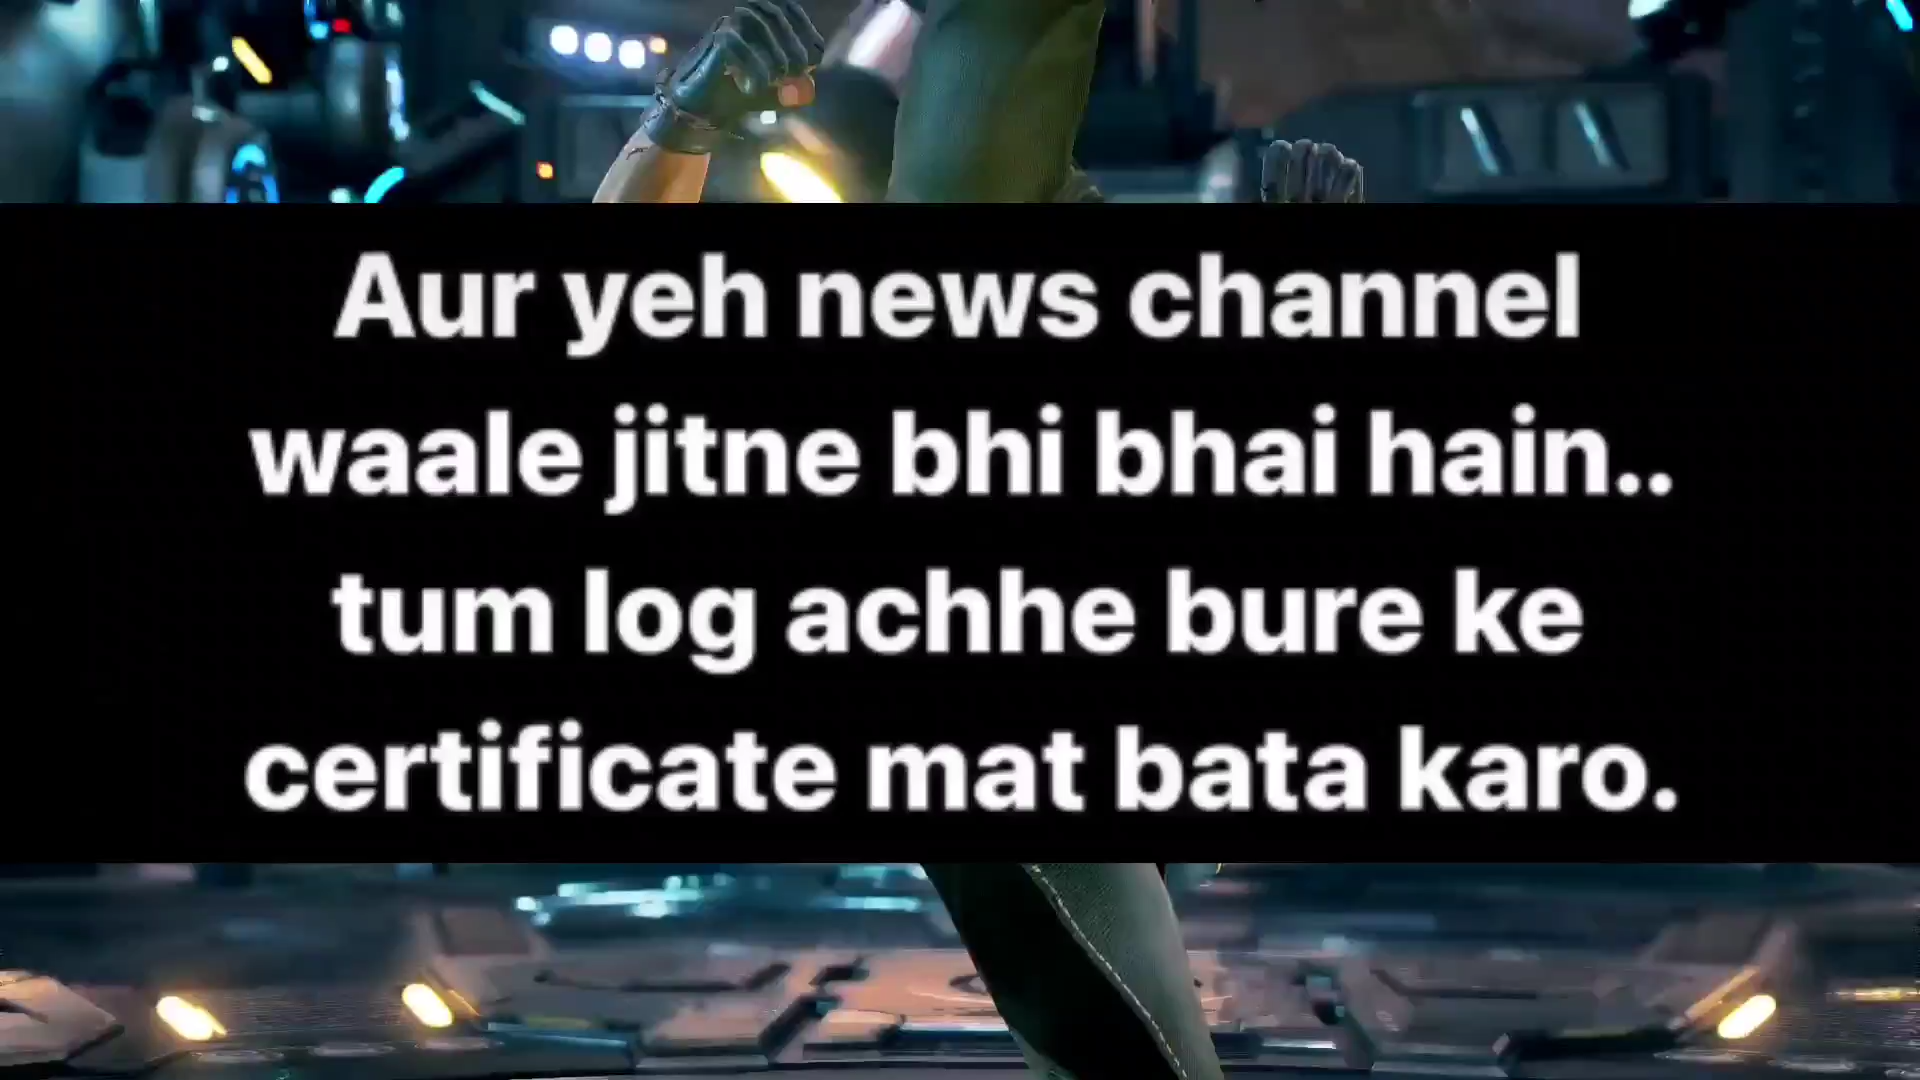 Aur yeh news channel
waale jitne bhi bhai hain..
tum log achhe bure ke
certificate mat bata karo.